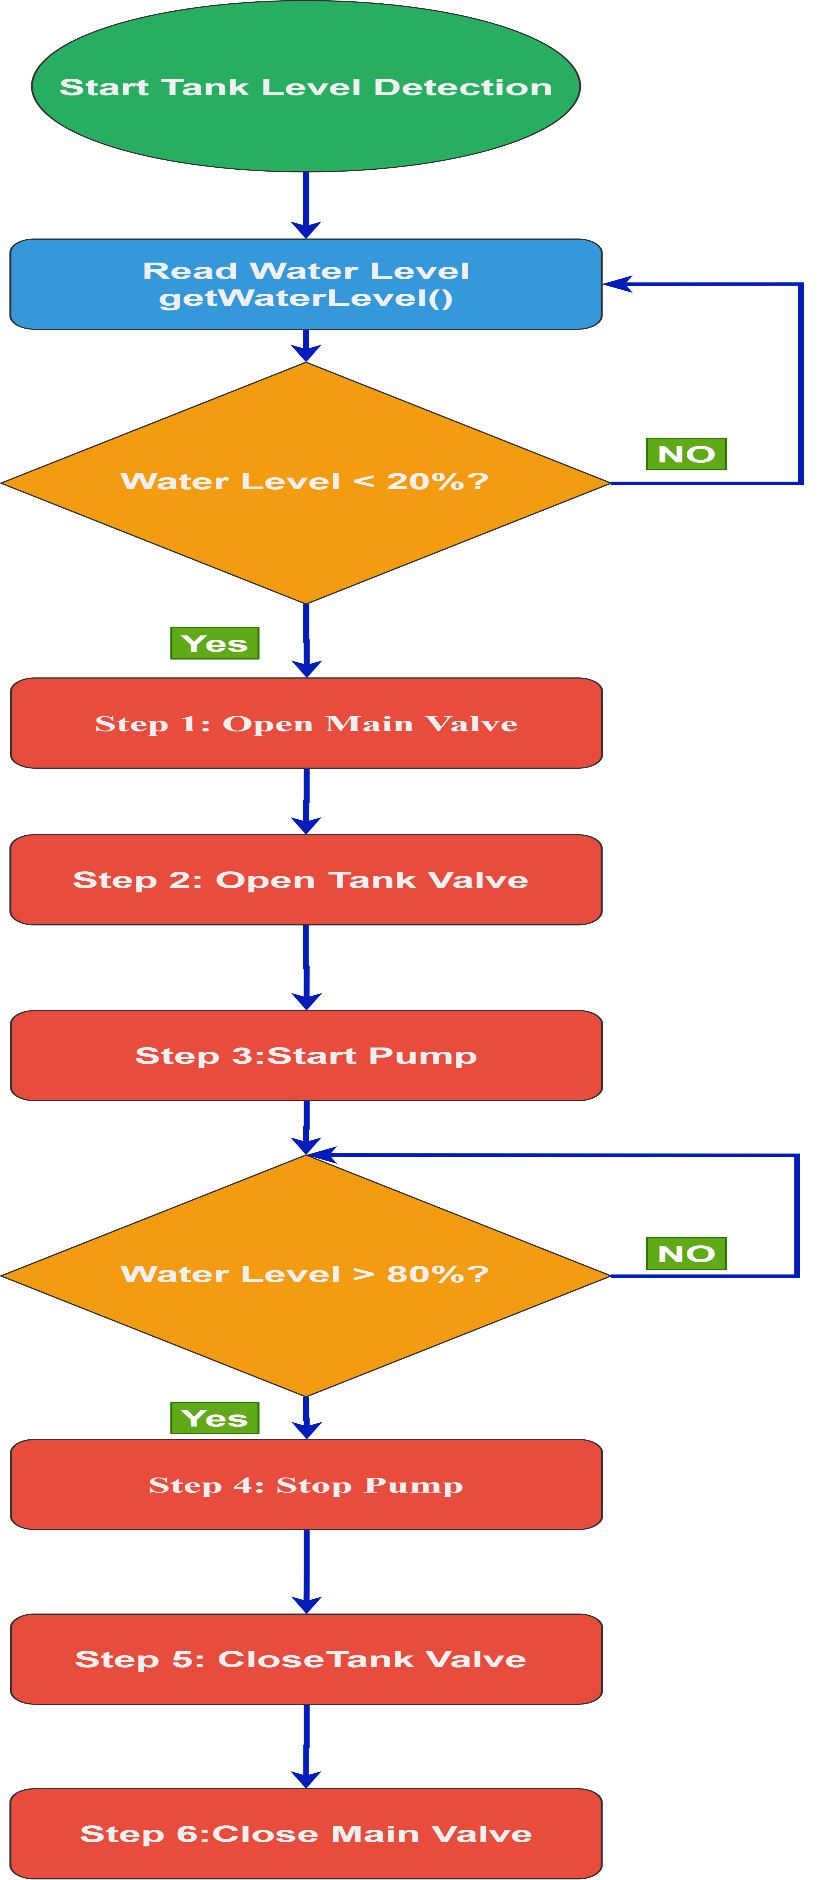 Start Tank Level Detection
Read Water Level
getWaterLevel()
Water Level < 20%?
NO
Yes
Step 1: Open Main Valve
Step 2: Open Tank Valve
Step 3:Start Pump
Water Level > 80%?
NO
Yes
Step 4: Stop Pump
Step 5: CloseTank Valve
Step 6:Close Main Valve